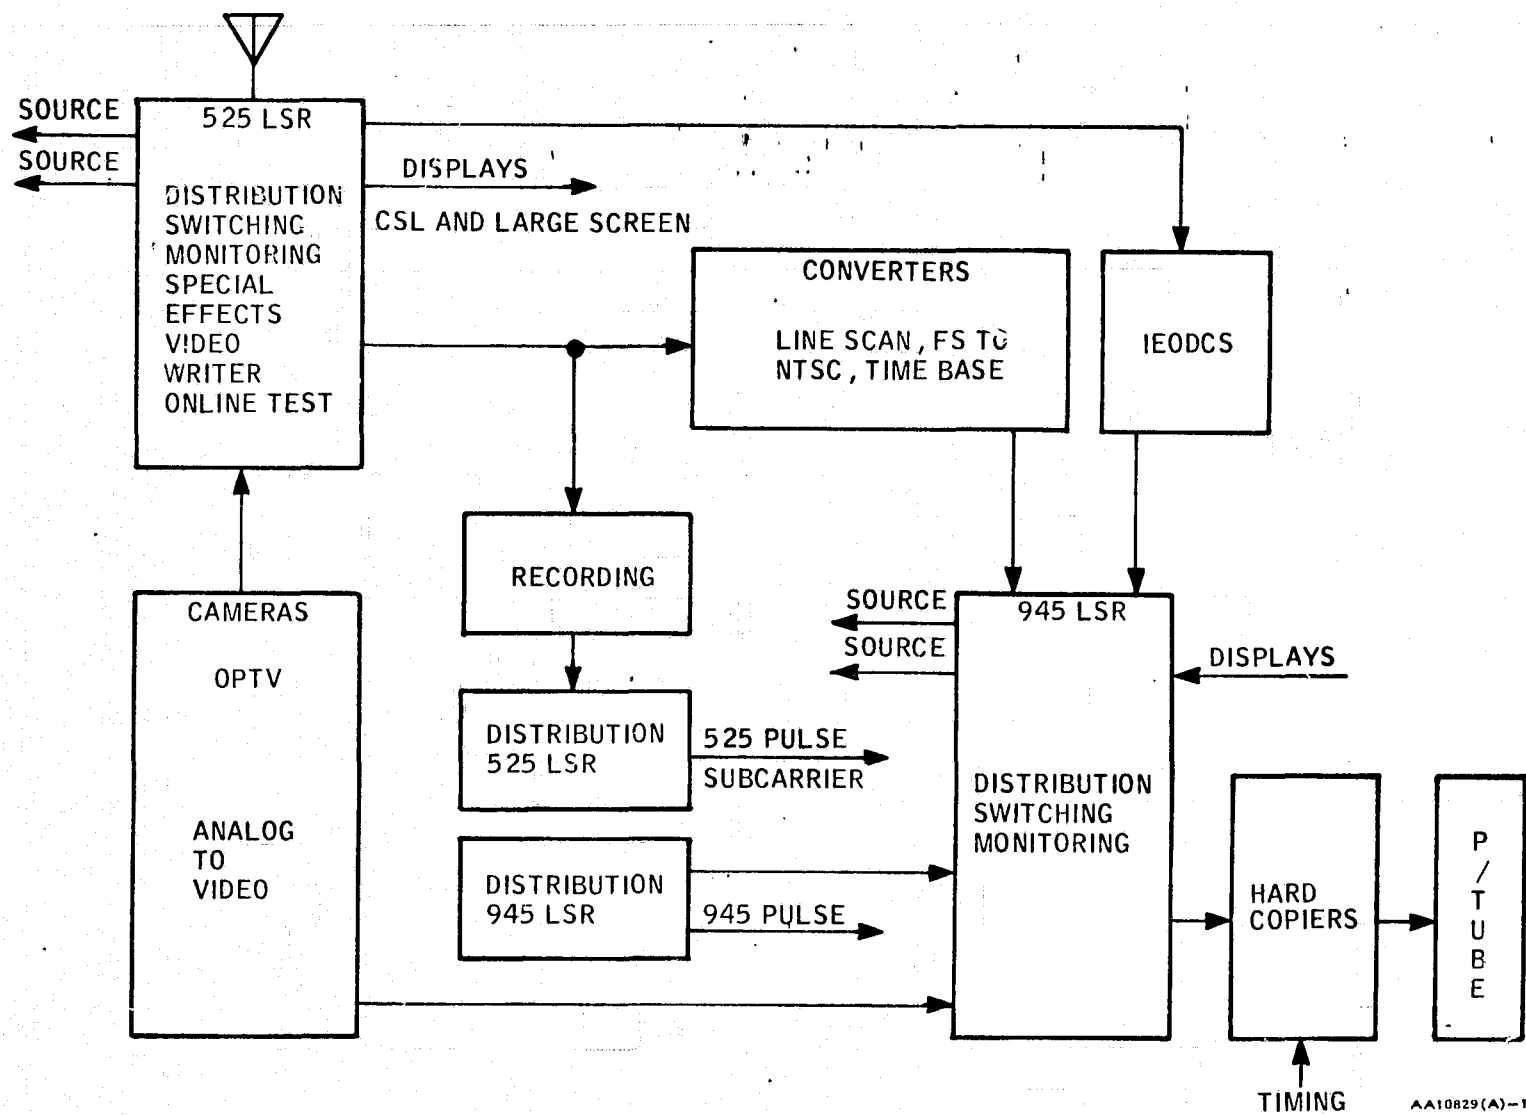 SOURCE
SOURCE
525 LSR
DISTRIBUTION
SWITCHING
MONITORING
SPECIAL
EFFECTS
VIDEO
WRITER
ONLINE TEST
DISPLAYS
CSL AND LARGE SCREEN
CONVERTERS
LINE SCAN, FS TO
NTSC, TIME BASE
IEODCS
RECORDING
CAMERAS
OPTV
ANALOG
TO
VIDEO
DISTRIBUTION
525 LSR
525 PULSE
SUBCARRIER
DISTRIBUTION
945 LSR
945 PULSE
SOURCE
SOURCE
945 LSR
DISTRIBUTION
SWITCHING
MONITORING
DISPLAYS
HARD
COPIERS
P
/
T
U
B
E
TIMING
AA10829(A)-1